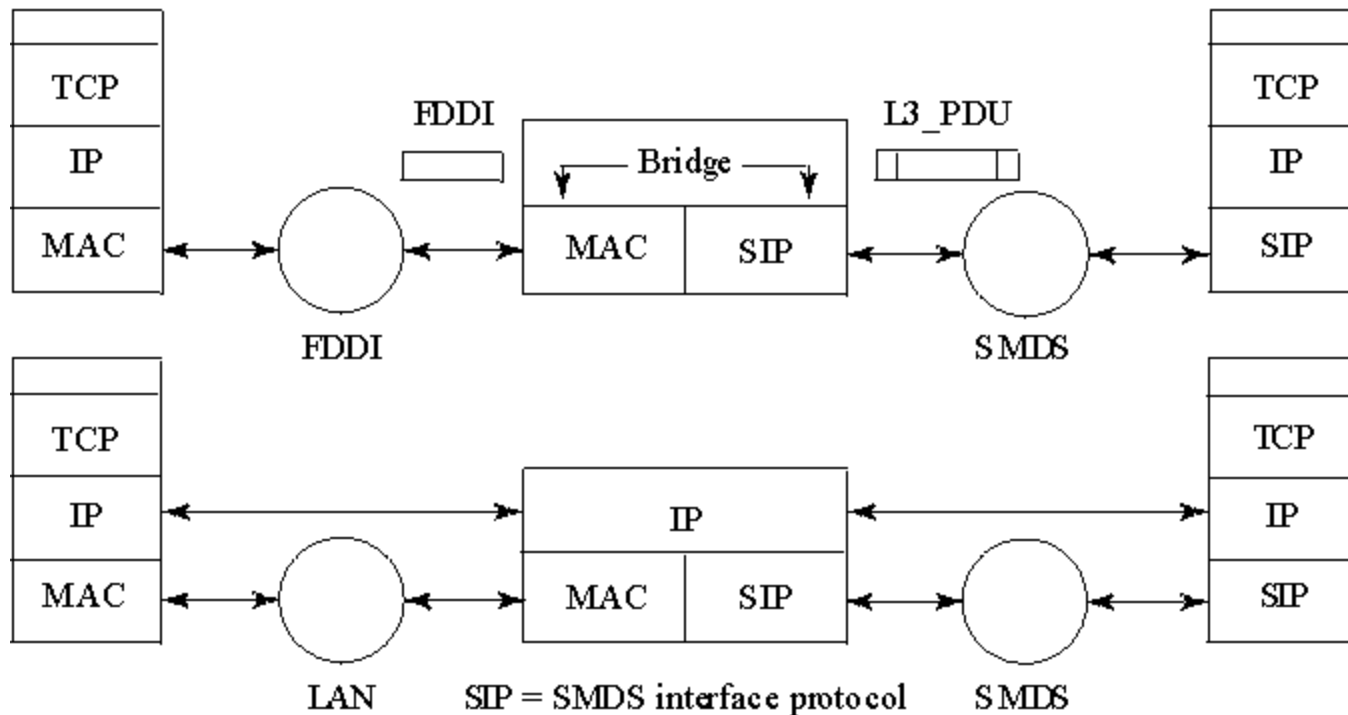 TCP
IP
MAC
FDDI
FDDI
Bridge
MAC
SIP
L3_PDU
SMDS
TCP
IP
SIP
TCP
IP
MAC
LAN
IP
MAC
SIP
SIP = SMDS interface protocol
SMDS
TCP
IP
SIP